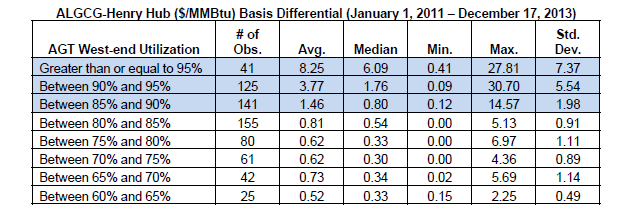 ALGCG-Henry Hub ($/MMBtu) Basis Differential (January 1, 2011 – December 17, 2013)
AGT West-end Utilization # of Obs. Avg. Median Min. Max. Std. Dev.
Greater than or equal to 95% 41 8.25 6.09 0.41 27.81 7.37
Between 90% and 95% 125 3.77 1.76 0.09 30.70 5.54
Between 85% and 90% 141 1.46 0.80 0.12 14.57 1.98
Between 80% and 85% 155 0.81 0.54 0.00 5.13 0.91
Between 75% and 80% 80 0.62 0.33 0.00 6.97 1.11
Between 70% and 75% 61 0.62 0.30 0.00 4.36 0.89
Between 65% and 70% 42 0.73 0.34 0.02 5.69 1.14
Between 60% and 65% 25 0.52 0.33 0.15 2.25 0.49